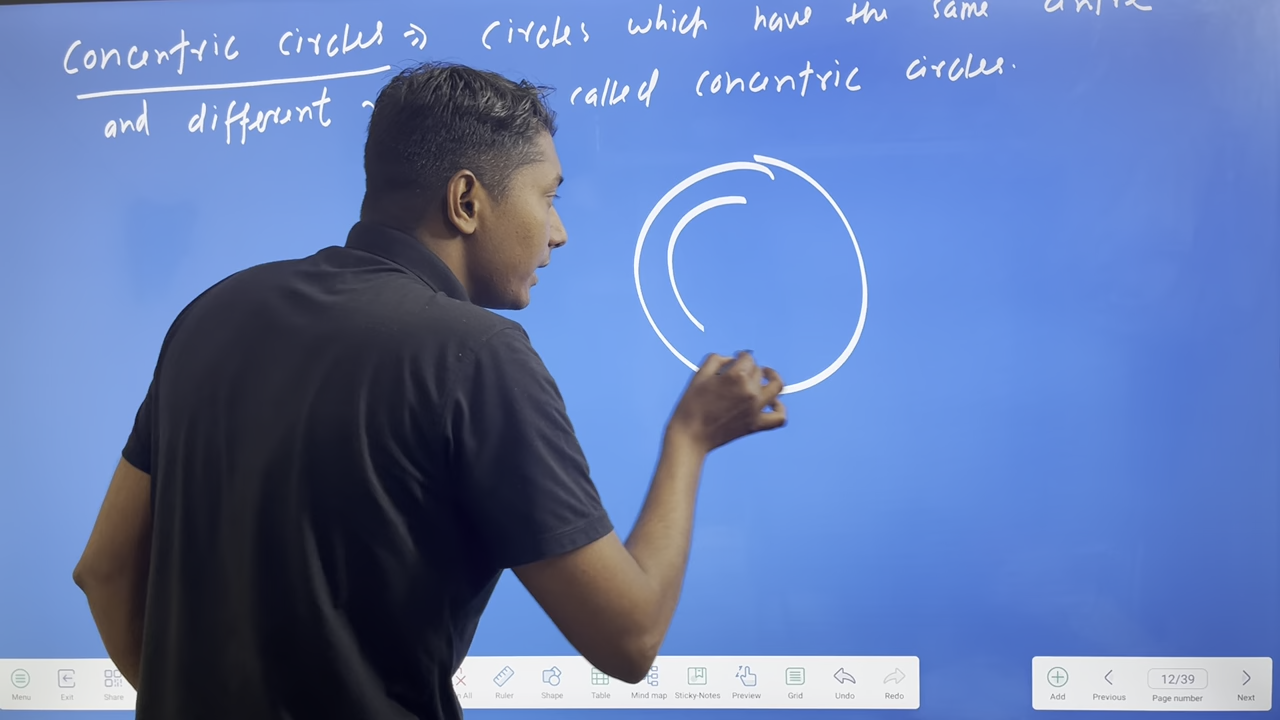 Concentric circles => circles which have the same
and different called concentric circles.
Menu Exit Share All Ruler Shape Table Mind map Sticky-Notes Preview Grid Undo Redo Add Previous 12/39 Page number Next